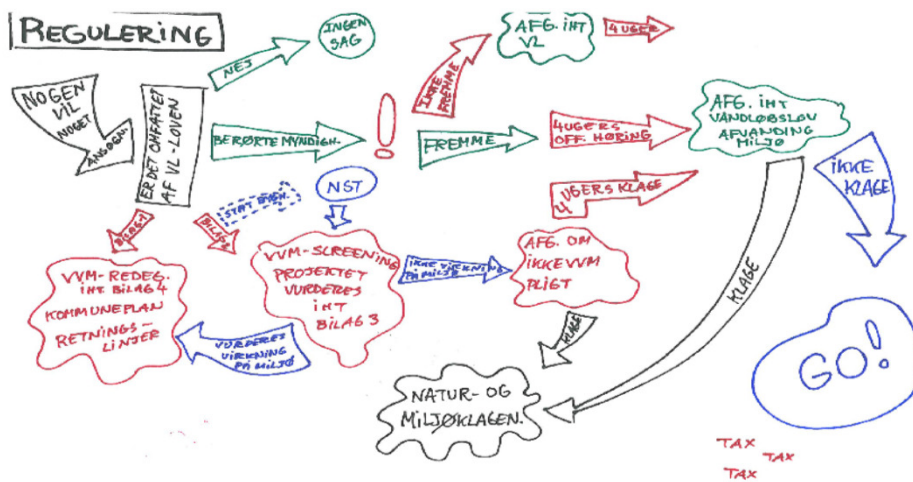 REGULERING
NOGEN
VIL
NOGET
ANSØGN.
ER DET OMFATTET
AF VL-LOVEN
NEJ
INGEN
SAG
BERØRTE MYNDIGH.
!
IKKE
FREMME
AFG. IHT
VL
4 UGER
FREMME
4 UGERS
OFF. HØRING
AFG. IHT
VANDLØBSLOV
AFVANDING
MILJØ
IKKE
KLAGE
GO!
NST
BILAG 1
BILAG 2
VVM-REDEG.
IHT. BILAG 4
KOMMUNEPLAN
RETNINGS-
LINJER
VVM-SCREENING
PROJEKTET
VURDERES
IHT
BILAG 3
VURDERES
VIRKNING
PÅ MILJØ
IKKE VIRKNING
PÅ MILJØ
AFG. OM
IKKE VVM
PLIGT
4 UGERS KLAGE
KLAGE
KLAGE
NATUR- OG
MILJØKLAGEN.
TAX
TAX
TAX